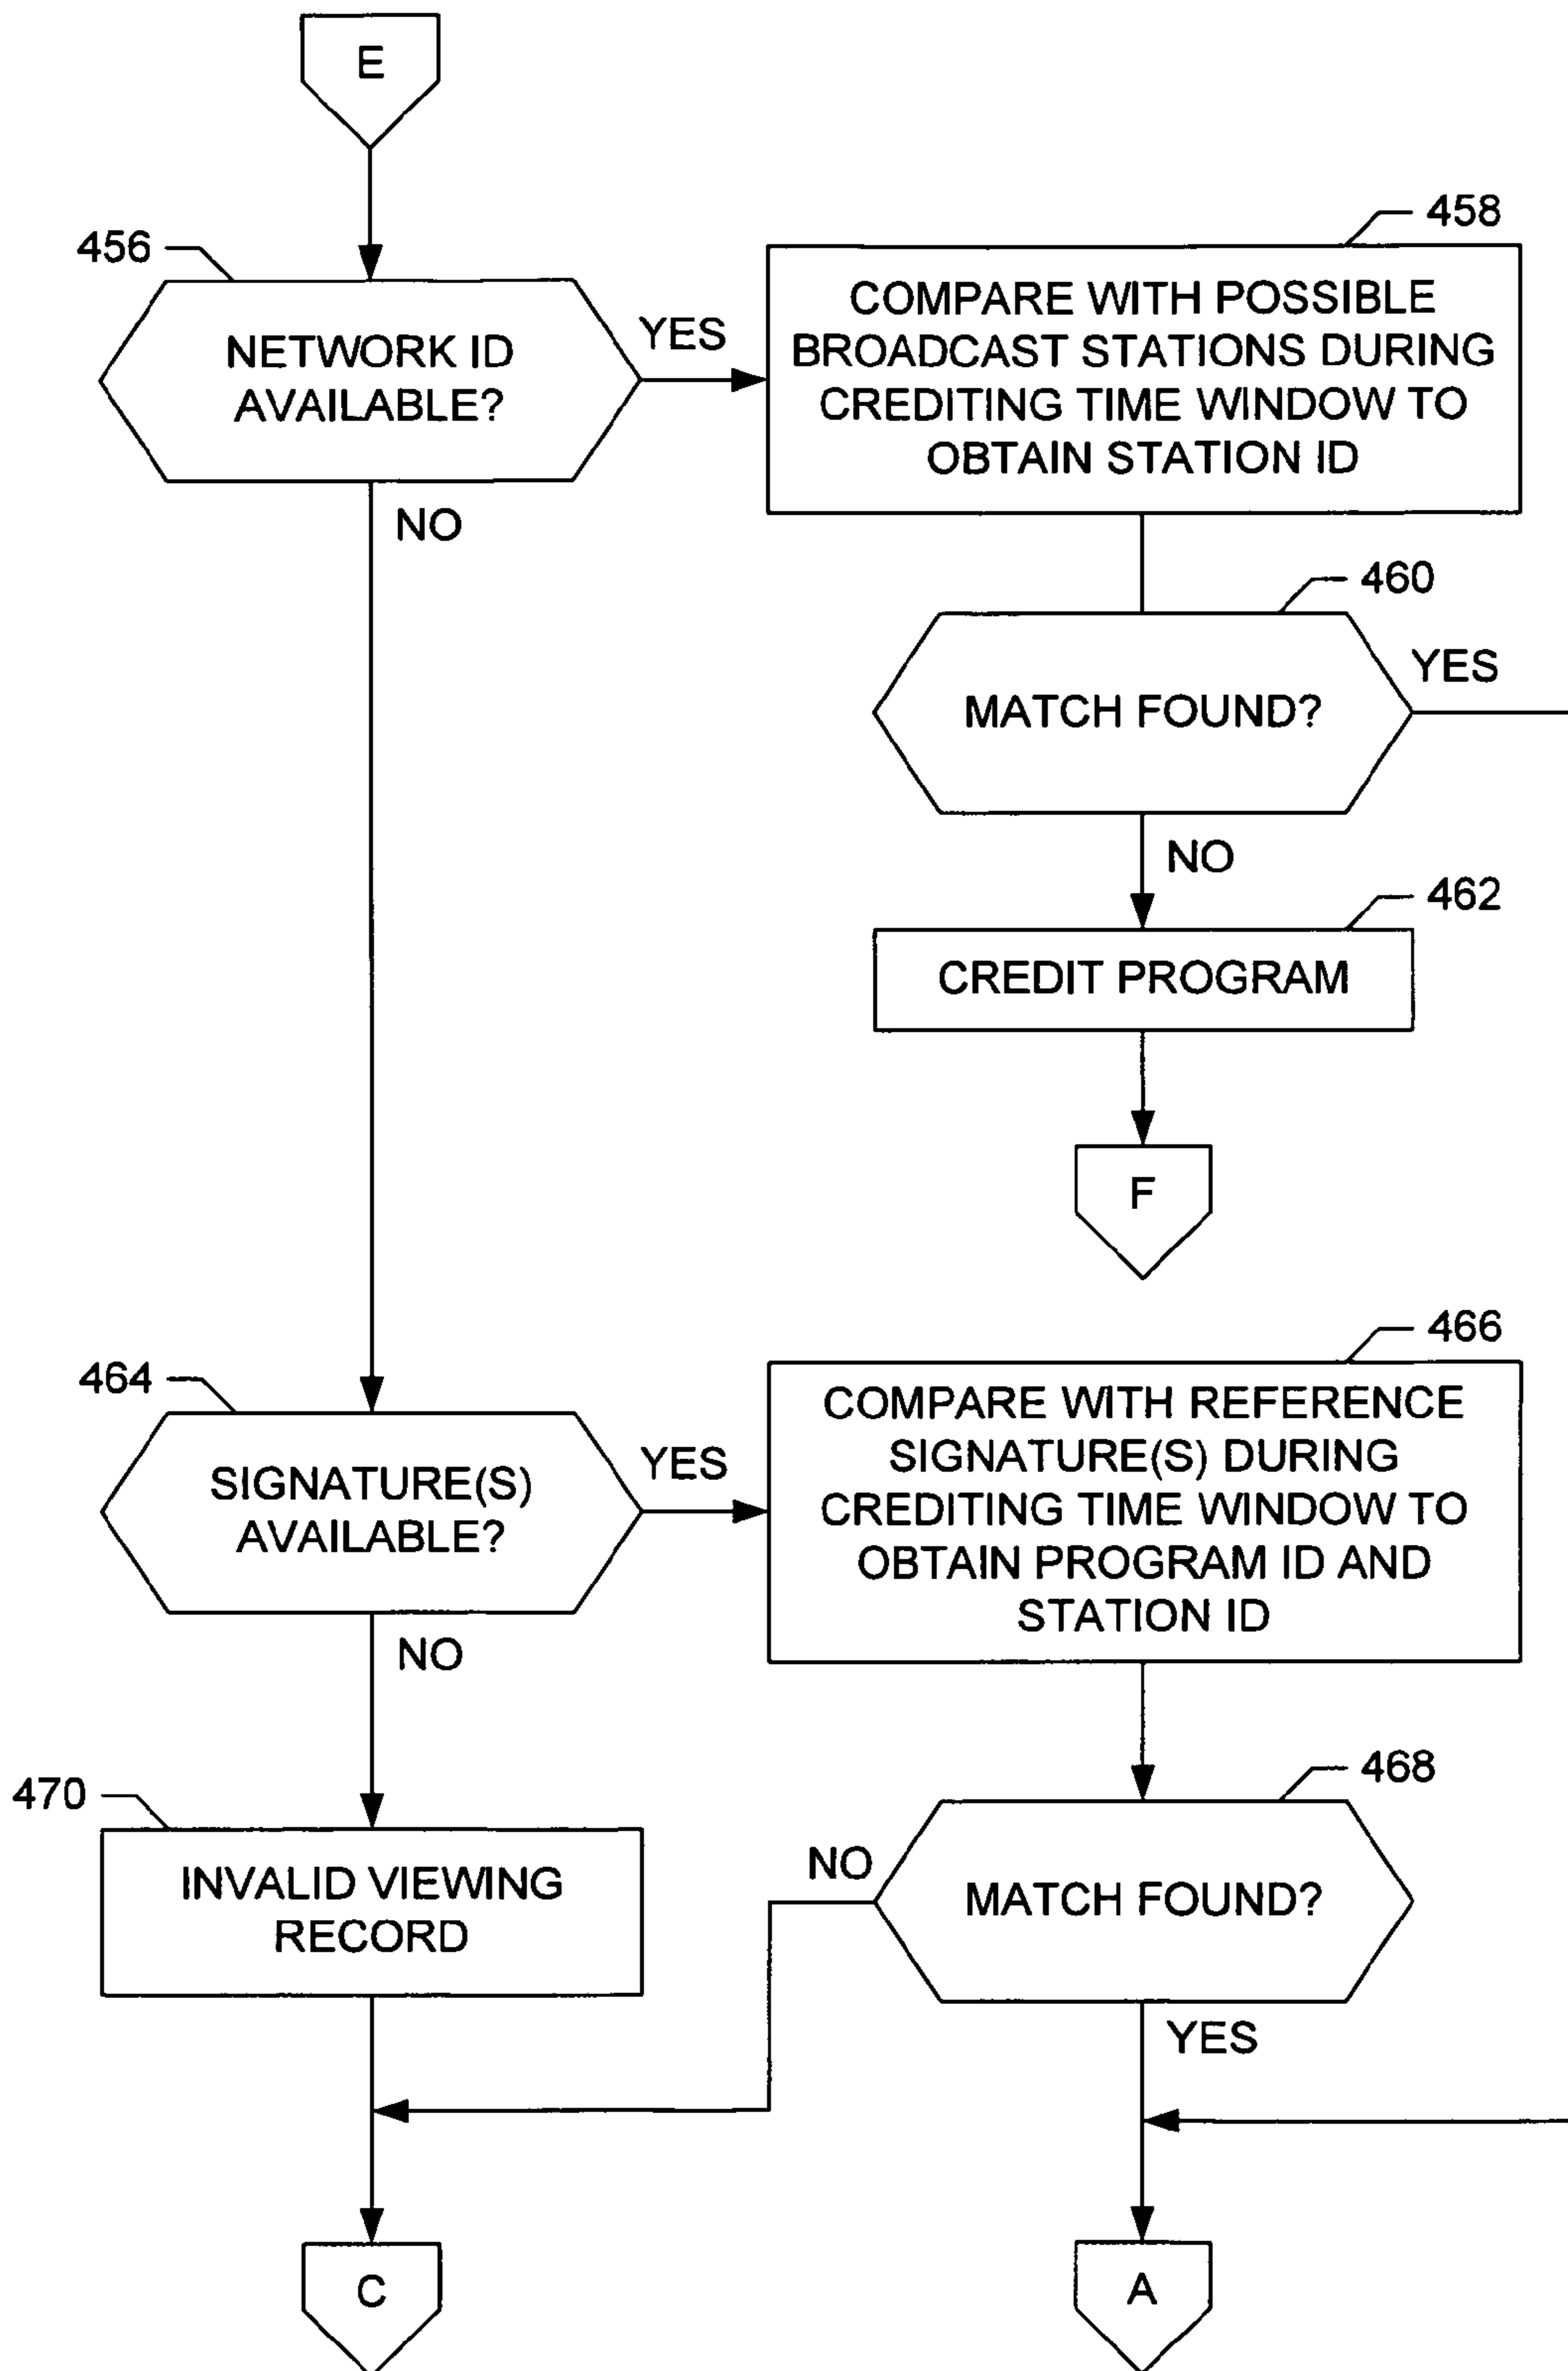 E
456
NETWORK ID
AVAILABLE?
YES
NO
458
COMPARE WITH POSSIBLE
BROADCAST STATIONS DURING
CREDITING TIME WINDOW TO
OBTAIN STATION ID
460
MATCH FOUND?
YES
NO
462
CREDIT PROGRAM
F
464
SIGNATURE(S)
AVAILABLE?
YES
NO
466
COMPARE WITH REFERENCE
SIGNATURE(S) DURING
CREDITING TIME WINDOW TO
OBTAIN PROGRAM ID AND
STATION ID
468
MATCH FOUND?
NO
YES
470
INVALID VIEWING
RECORD
C
A